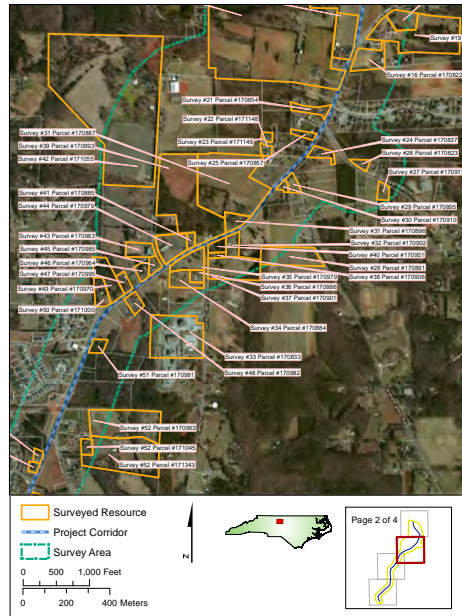 Survey #19
Survey #16 Parcel #170822
Survey #21 Parcel #170854
Survey #22 Parcel #171148
Survey #31 Parcel #170887
Survey #39 Parcel #170893
Survey #23 Parcel #171149
Survey #24 Parcel #170837
Survey #42 Parcel #171055
Survey #26 Parcel #170823
Survey #25 Parcel #170857
Survey #27 Parcel #17091
Survey #41 Parcel #170885
Survey #44 Parcel #170979
Survey #29 Parcel #170895
Survey #30 Parcel #170910
Survey #31 Parcel #170896
Survey #43 Parcel #170983
Survey #32 Parcel #170902
Survey #45 Parcel #170985
Survey #40 Parcel #170951
Survey #46 Parcel #170964
Survey #28 Parcel #170891
Survey #47 Parcel #170995
Survey #35 Parcel #170979
Survey #38 Parcel #170906
Survey #49 Parcel #170970
Survey #36 Parcel #170886
Survey #37 Parcel #170901
Survey #50 Parcel #171000
Survey #34 Parcel #170884
Survey #33 Parcel #170833
Survey #51 Parcel #170981
Survey #48 Parcel #170982
Survey #52 Parcel #170963
Survey #52 Parcel #171045
Survey #52 Parcel #171343
Surveyed Resource
Project Corridor
Survey Area
0 500 1,000 Feet
0 200 400 Meters
N
Page 2 of 4